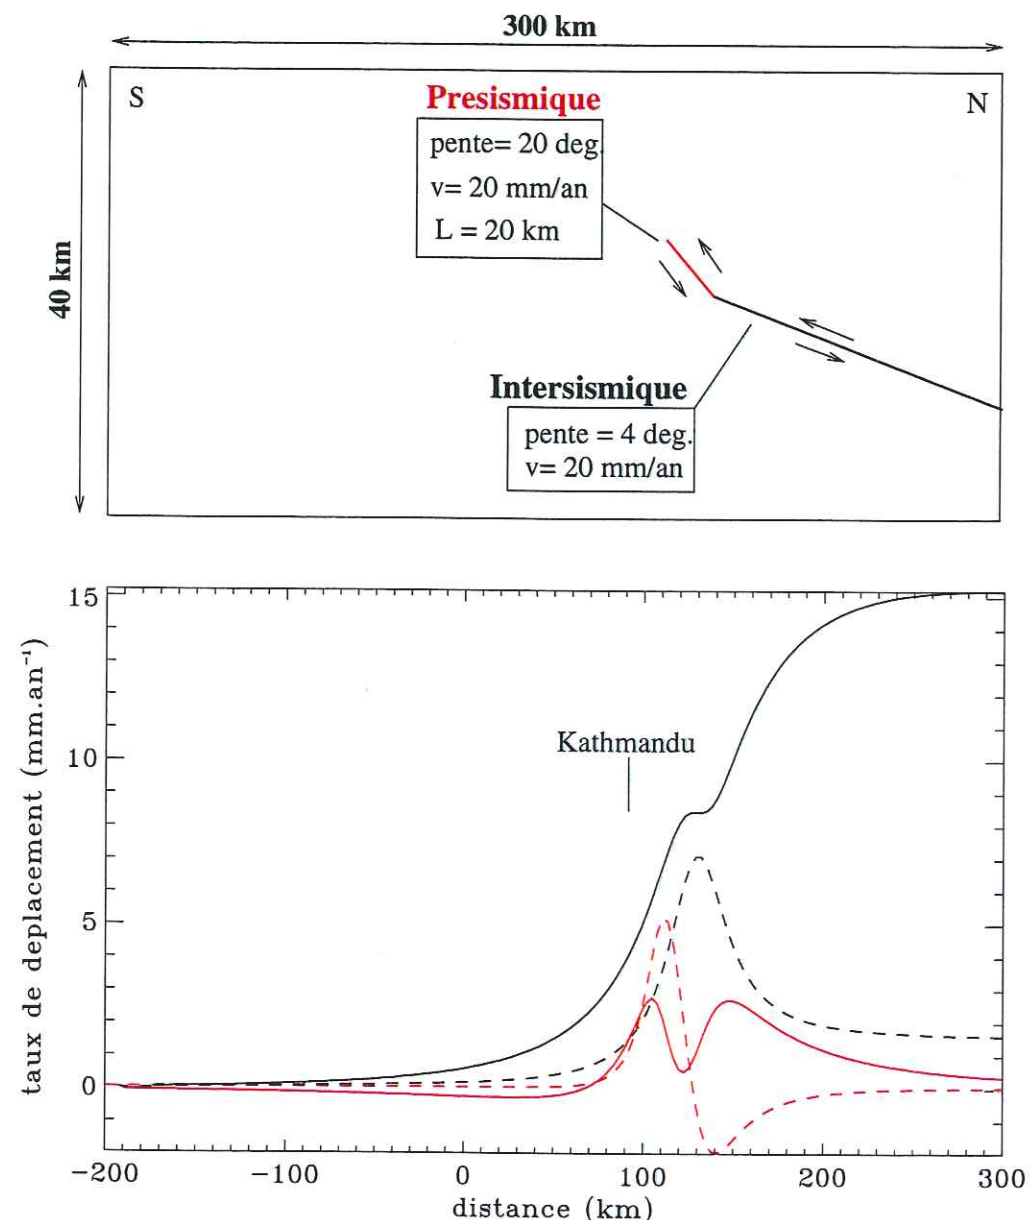 300 km
S
N
Presismique
pente= 20 deg.
v= 20 mm/an
L = 20 km
40 km
Intersismique
pente = 4 deg.
v= 20 mm/an
15
10
5
0
taux de deplacement (mm.an⁻¹)
Kathmandu
−200
−100
0
100
200
300
distance (km)